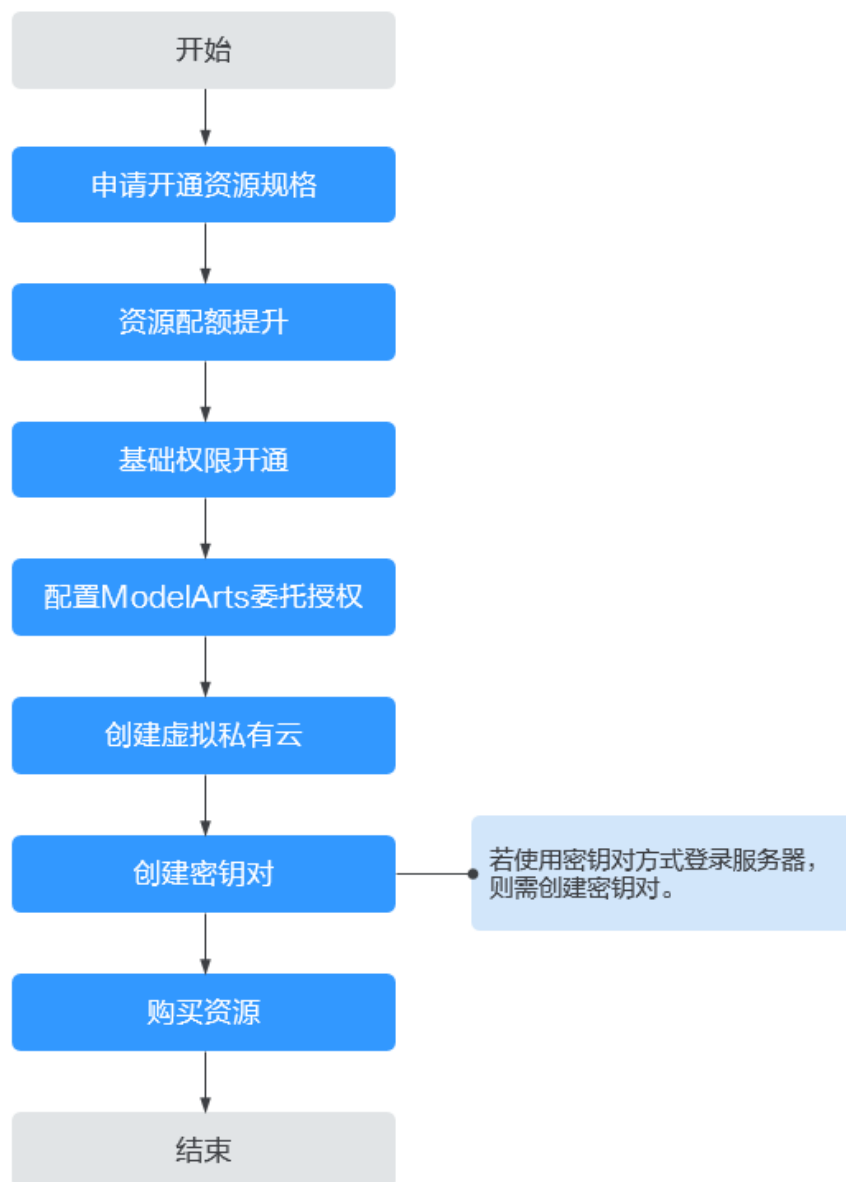 开始
申请开通资源规格
资源配额提升
基础权限开通
配置ModelArts委托授权
创建虚拟私有云
创建密钥对
若使用密钥对方式登录服务器，
则需创建密钥对。
购买资源
结束